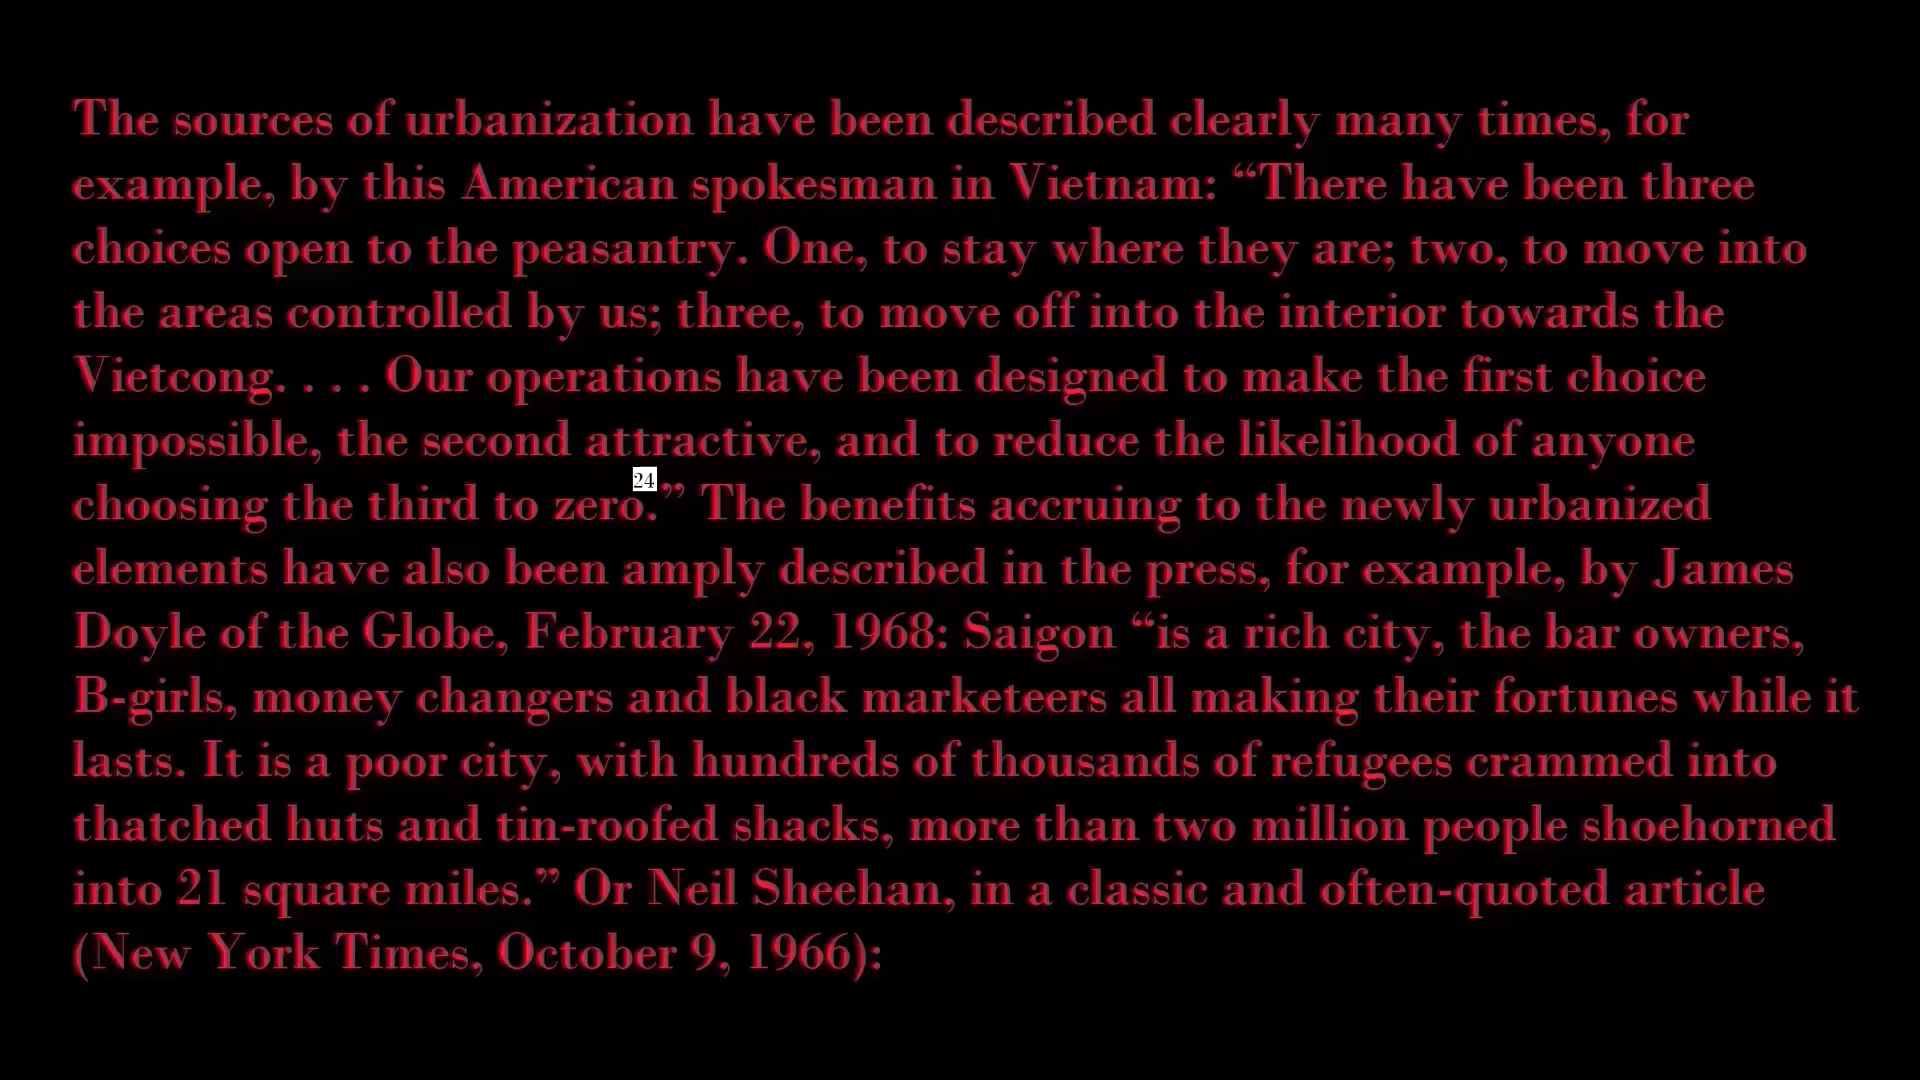 The sources of urbanization have been described clearly many times, for
example, by this American spokesman in Vietnam: “There have been three
choices open to the peasantry. One, to stay where they are; two, to move into
the areas controlled by us; three, to move off into the interior towards the
Vietcong. . . . Our operations have been designed to make the first choice
impossible, the second attractive, and to reduce the likelihood of anyone
choosing the third to zero.”24 The benefits accruing to the newly urbanized
elements have also been amply described in the press, for example, by James
Doyle of the Globe, February 22, 1968: Saigon “is a rich city, the bar owners,
B-girls, money changers and black marketeers all making their fortunes while it
lasts. It is a poor city, with hundreds of thousands of refugees crammed into
thatched huts and tin-roofed shacks, more than two million people shoehorned
into 21 square miles.” Or Neil Sheehan, in a classic and often-quoted article
(New York Times, October 9, 1966):